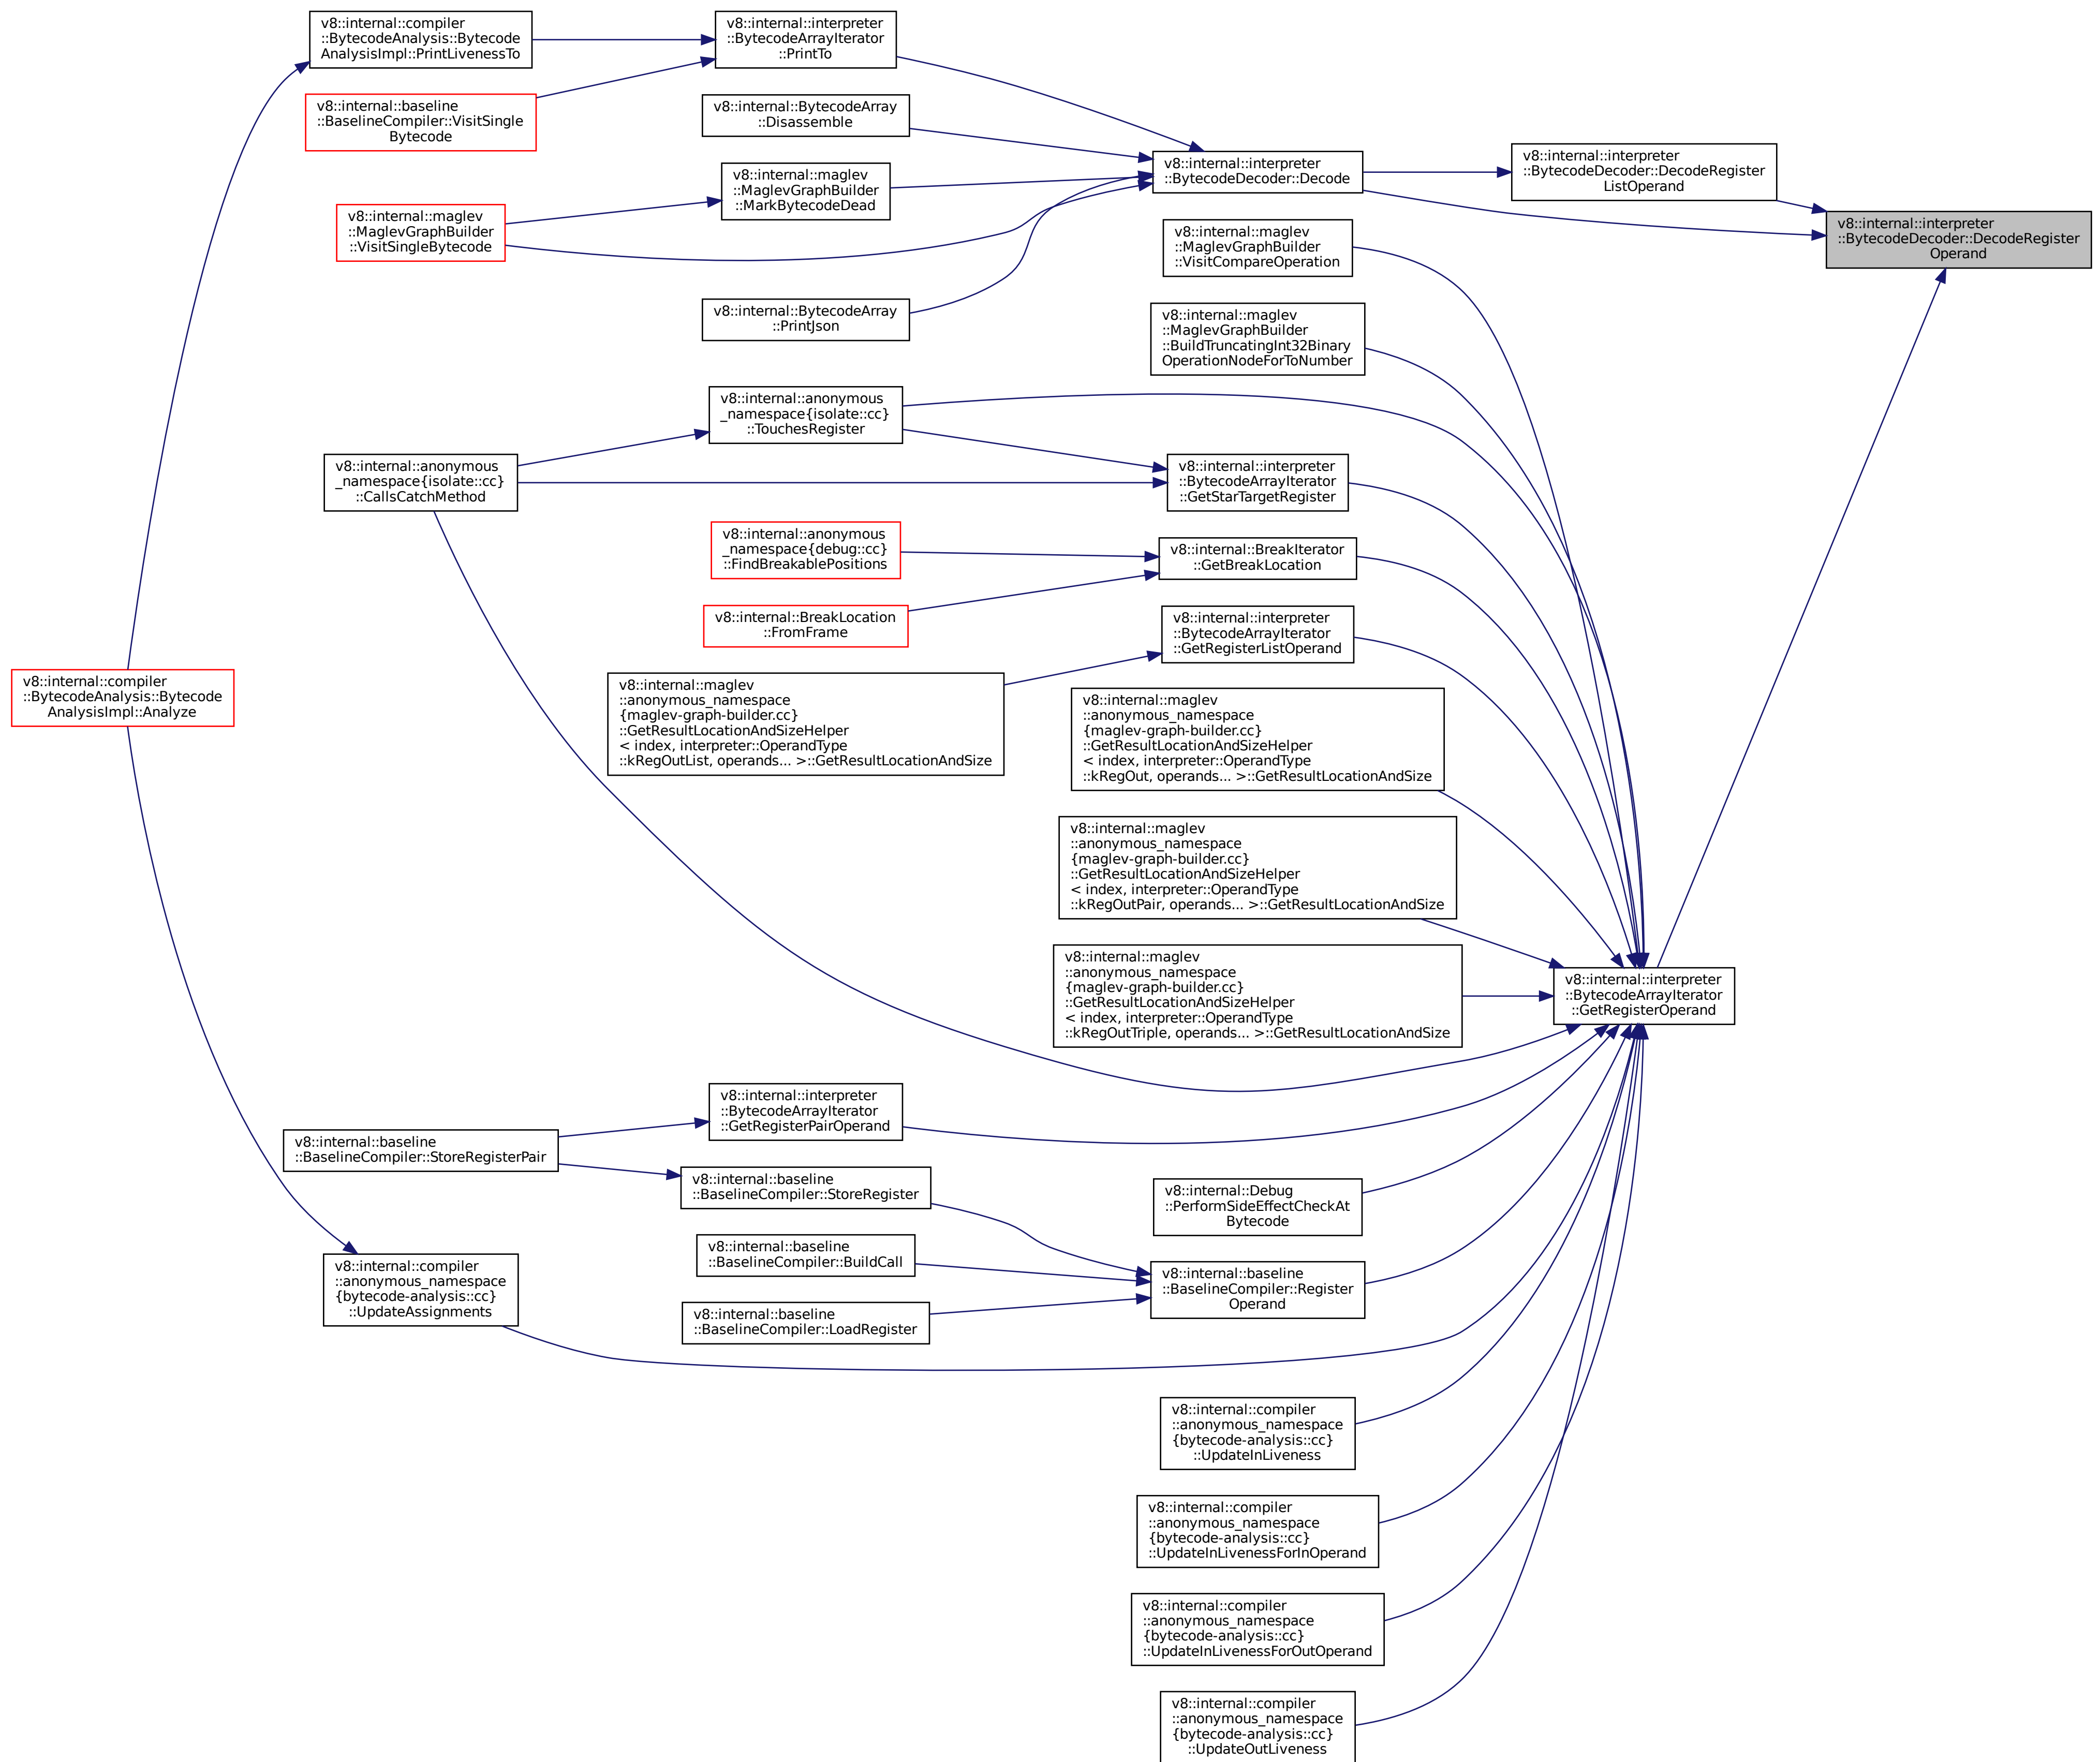 v8::internal::compiler
::BytecodeAnalysis::Bytecode
AnalysisImpl::PrintLivenessTo
v8::internal::interpreter
::BytecodeArrayIterator
::PrintTo
v8::internal::baseline
::BaselineCompiler::VisitSingle
Bytecode
v8::internal::BytecodeArray
::Disassemble
v8::internal::maglev
::MaglevGraphBuilder
::MarkBytecodeDead
v8::internal::interpreter
::BytecodeDecoder::Decode
v8::internal::interpreter
::BytecodeDecoder::DecodeRegister
ListOperand
v8::internal::maglev
::MaglevGraphBuilder
::VisitSingleBytecode
v8::internal::maglev
::MaglevGraphBuilder
::VisitCompareOperation
v8::internal::interpreter
::BytecodeDecoder::DecodeRegister
Operand
v8::internal::BytecodeArray
::PrintJson
v8::internal::maglev
::MaglevGraphBuilder
::BuildTruncatingInt32Binary
OperationNodeForToNumber
v8::internal::anonymous
_namespace{isolate::cc}
::TouchesRegister
v8::internal::anonymous
_namespace{isolate::cc}
::CallsCatchMethod
v8::internal::interpreter
::BytecodeArrayIterator
::GetStarTargetRegister
v8::internal::anonymous
_namespace{debug::cc}
::FindBreakablePositions
v8::internal::BreakIterator
::GetBreakLocation
v8::internal::BreakLocation
::FromFrame
v8::internal::interpreter
::BytecodeArrayIterator
::GetRegisterListOperand
v8::internal::compiler
::BytecodeAnalysis::Bytecode
AnalysisImpl::Analyze
v8::internal::maglev
::anonymous_namespace
{maglev-graph-builder.cc}
::GetResultLocationAndSizeHelper
< index, interpreter::OperandType
::kRegOutList, operands... >::GetResultLocationAndSize
v8::internal::maglev
::anonymous_namespace
{maglev-graph-builder.cc}
::GetResultLocationAndSizeHelper
< index, interpreter::OperandType
::kRegOut, operands... >::GetResultLocationAndSize
v8::internal::maglev
::anonymous_namespace
{maglev-graph-builder.cc}
::GetResultLocationAndSizeHelper
< index, interpreter::OperandType
::kRegOutPair, operands... >::GetResultLocationAndSize
v8::internal::maglev
::anonymous_namespace
{maglev-graph-builder.cc}
::GetResultLocationAndSizeHelper
< index, interpreter::OperandType
::kRegOutTriple, operands... >::GetResultLocationAndSize
v8::internal::interpreter
::BytecodeArrayIterator
::GetRegisterOperand
v8::internal::interpreter
::BytecodeArrayIterator
::GetRegisterPairOperand
v8::internal::baseline
::BaselineCompiler::StoreRegisterPair
v8::internal::baseline
::BaselineCompiler::StoreRegister
v8::internal::Debug
::PerformSideEffectCheckAt
Bytecode
v8::internal::baseline
::BaselineCompiler::BuildCall
v8::internal::compiler
::anonymous_namespace
{bytecode-analysis::cc}
::UpdateAssignments
v8::internal::baseline
::BaselineCompiler::Register
Operand
v8::internal::baseline
::BaselineCompiler::LoadRegister
v8::internal::compiler
::anonymous_namespace
{bytecode-analysis::cc}
::UpdateInLiveness
v8::internal::compiler
::anonymous_namespace
{bytecode-analysis::cc}
::UpdateInLivenessForInOperand
v8::internal::compiler
::anonymous_namespace
{bytecode-analysis::cc}
::UpdateInLivenessForOutOperand
v8::internal::compiler
::anonymous_namespace
{bytecode-analysis::cc}
::UpdateOutLiveness